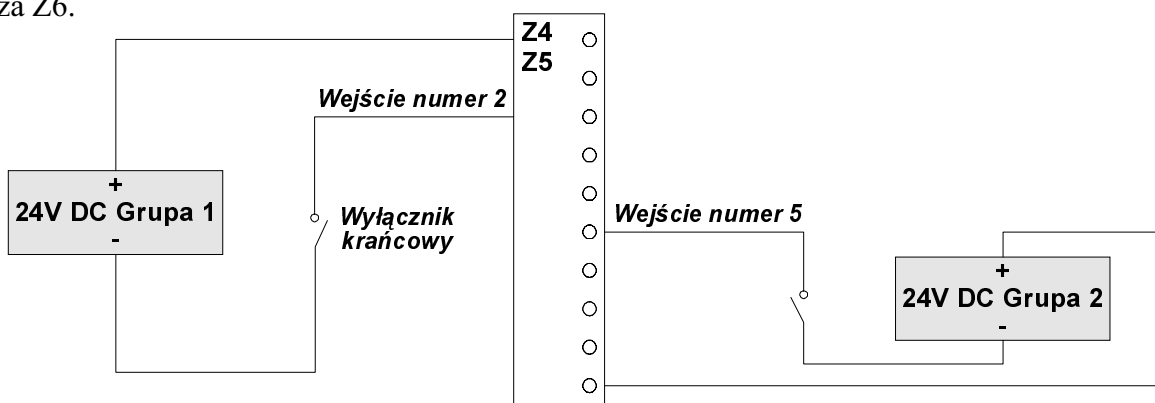 za Z6.
Z4
Z5
Wejście numer 2
+
24V DC Grupa 1
-
Wyłącznik
krańcowy
Wejście numer 5
+
24V DC Grupa 2
-